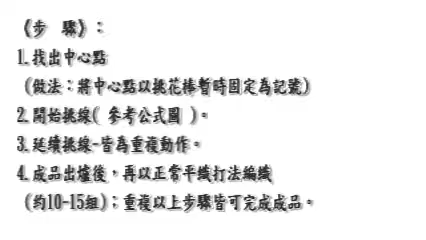 《步 驟》：
1.找出中心點
(做法：將中心點以挑花棒暫時固定為記號)
2.開始挑線( 參考公式圖 )。
3.延續挑線-皆為重複動作。
4.成品出爐後，再以正常平織打法編織
(約10-15組)；重複以上步驟皆可完成成品。